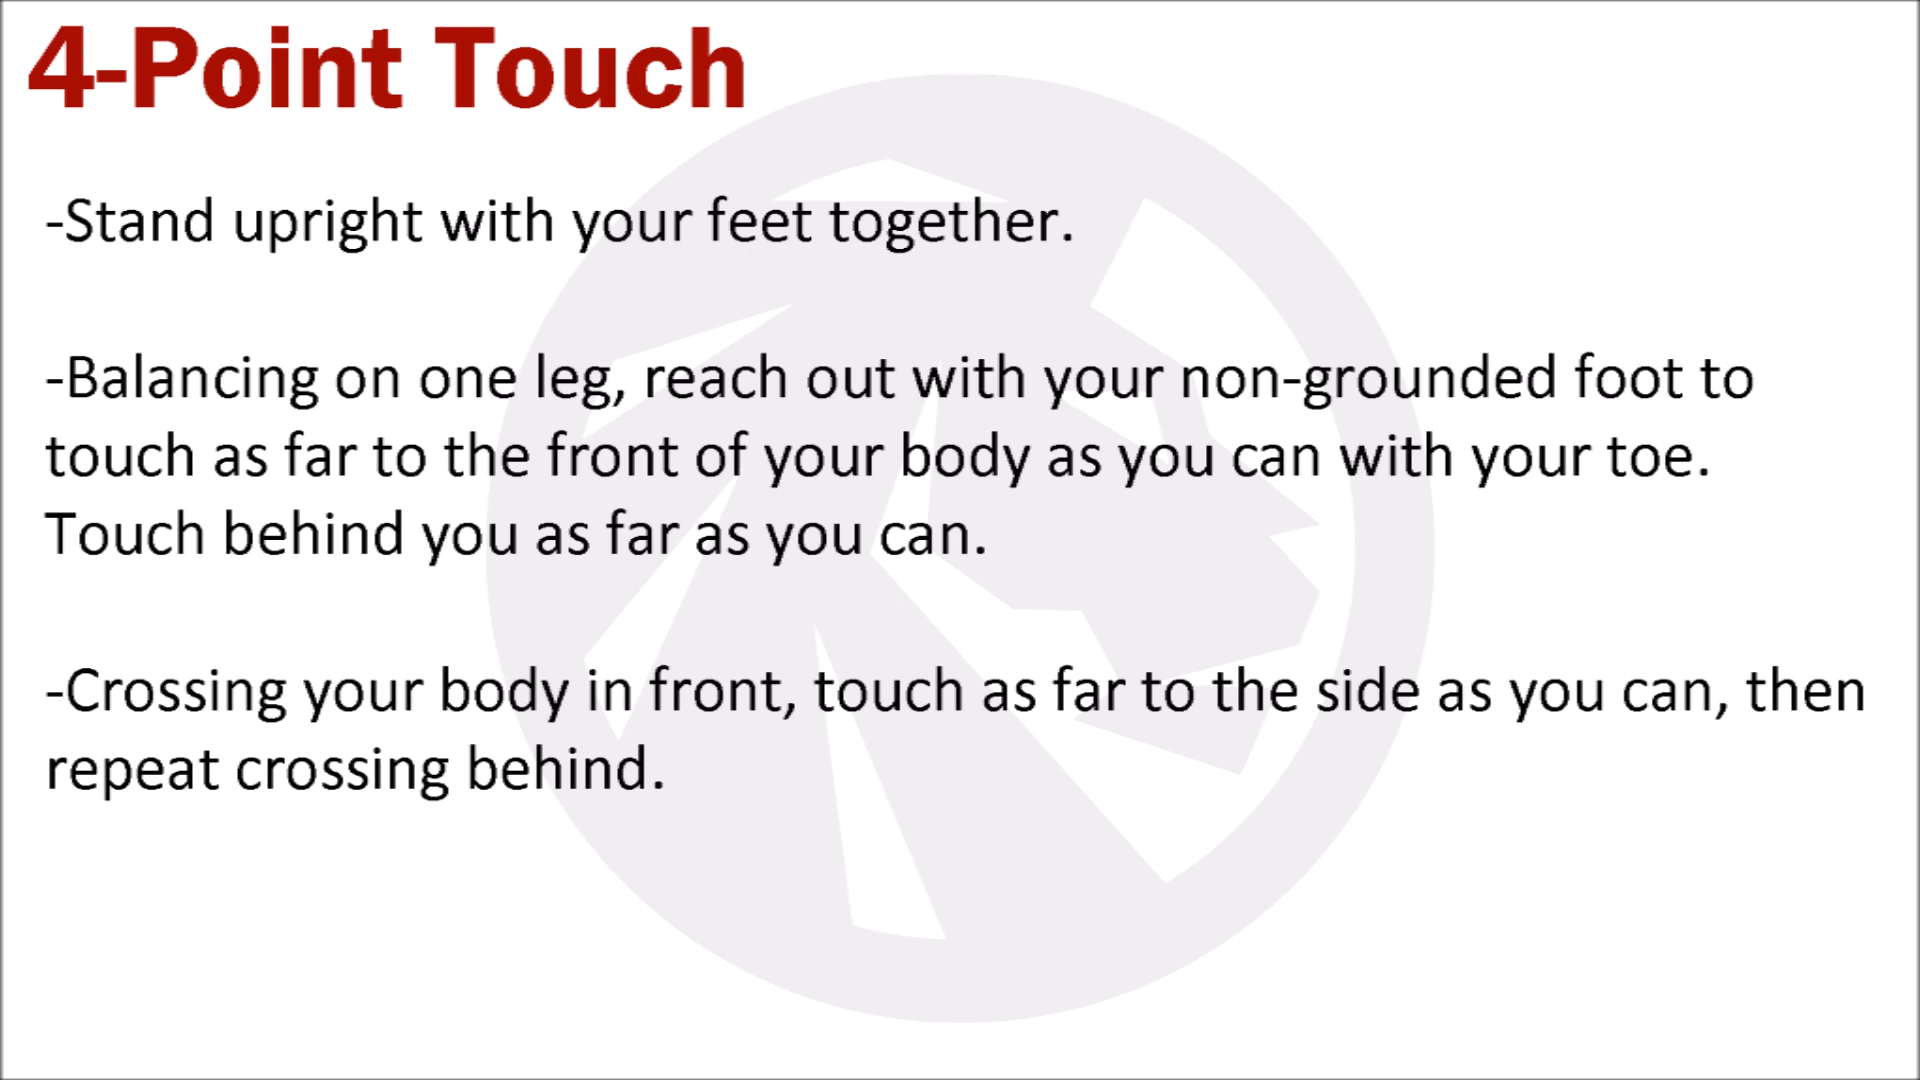 4-Point Touch
-Stand upright with your feet together.
-Balancing on one leg, reach out with your non-grounded foot to
touch as far to the front of your body as you can with your toe.
Touch behind you as far as you can.
-Crossing your body in front, touch as far to the side as you can, then
repeat crossing behind.